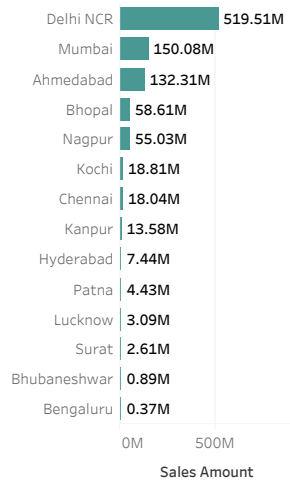 Delhi NCR 519.51M
Mumbai 150.08M
Ahmedabad 132.31M
Bhopal 58.61M
Nagpur 55.03M
Kochi 18.81M
Chennai 18.04M
Kanpur 13.58M
Hyderabad 7.44M
Patna 4.43M
Lucknow 3.09M
Surat 2.61M
Bhubaneshwar 0.89M
Bengaluru 0.37M
0M 500M
Sales Amount